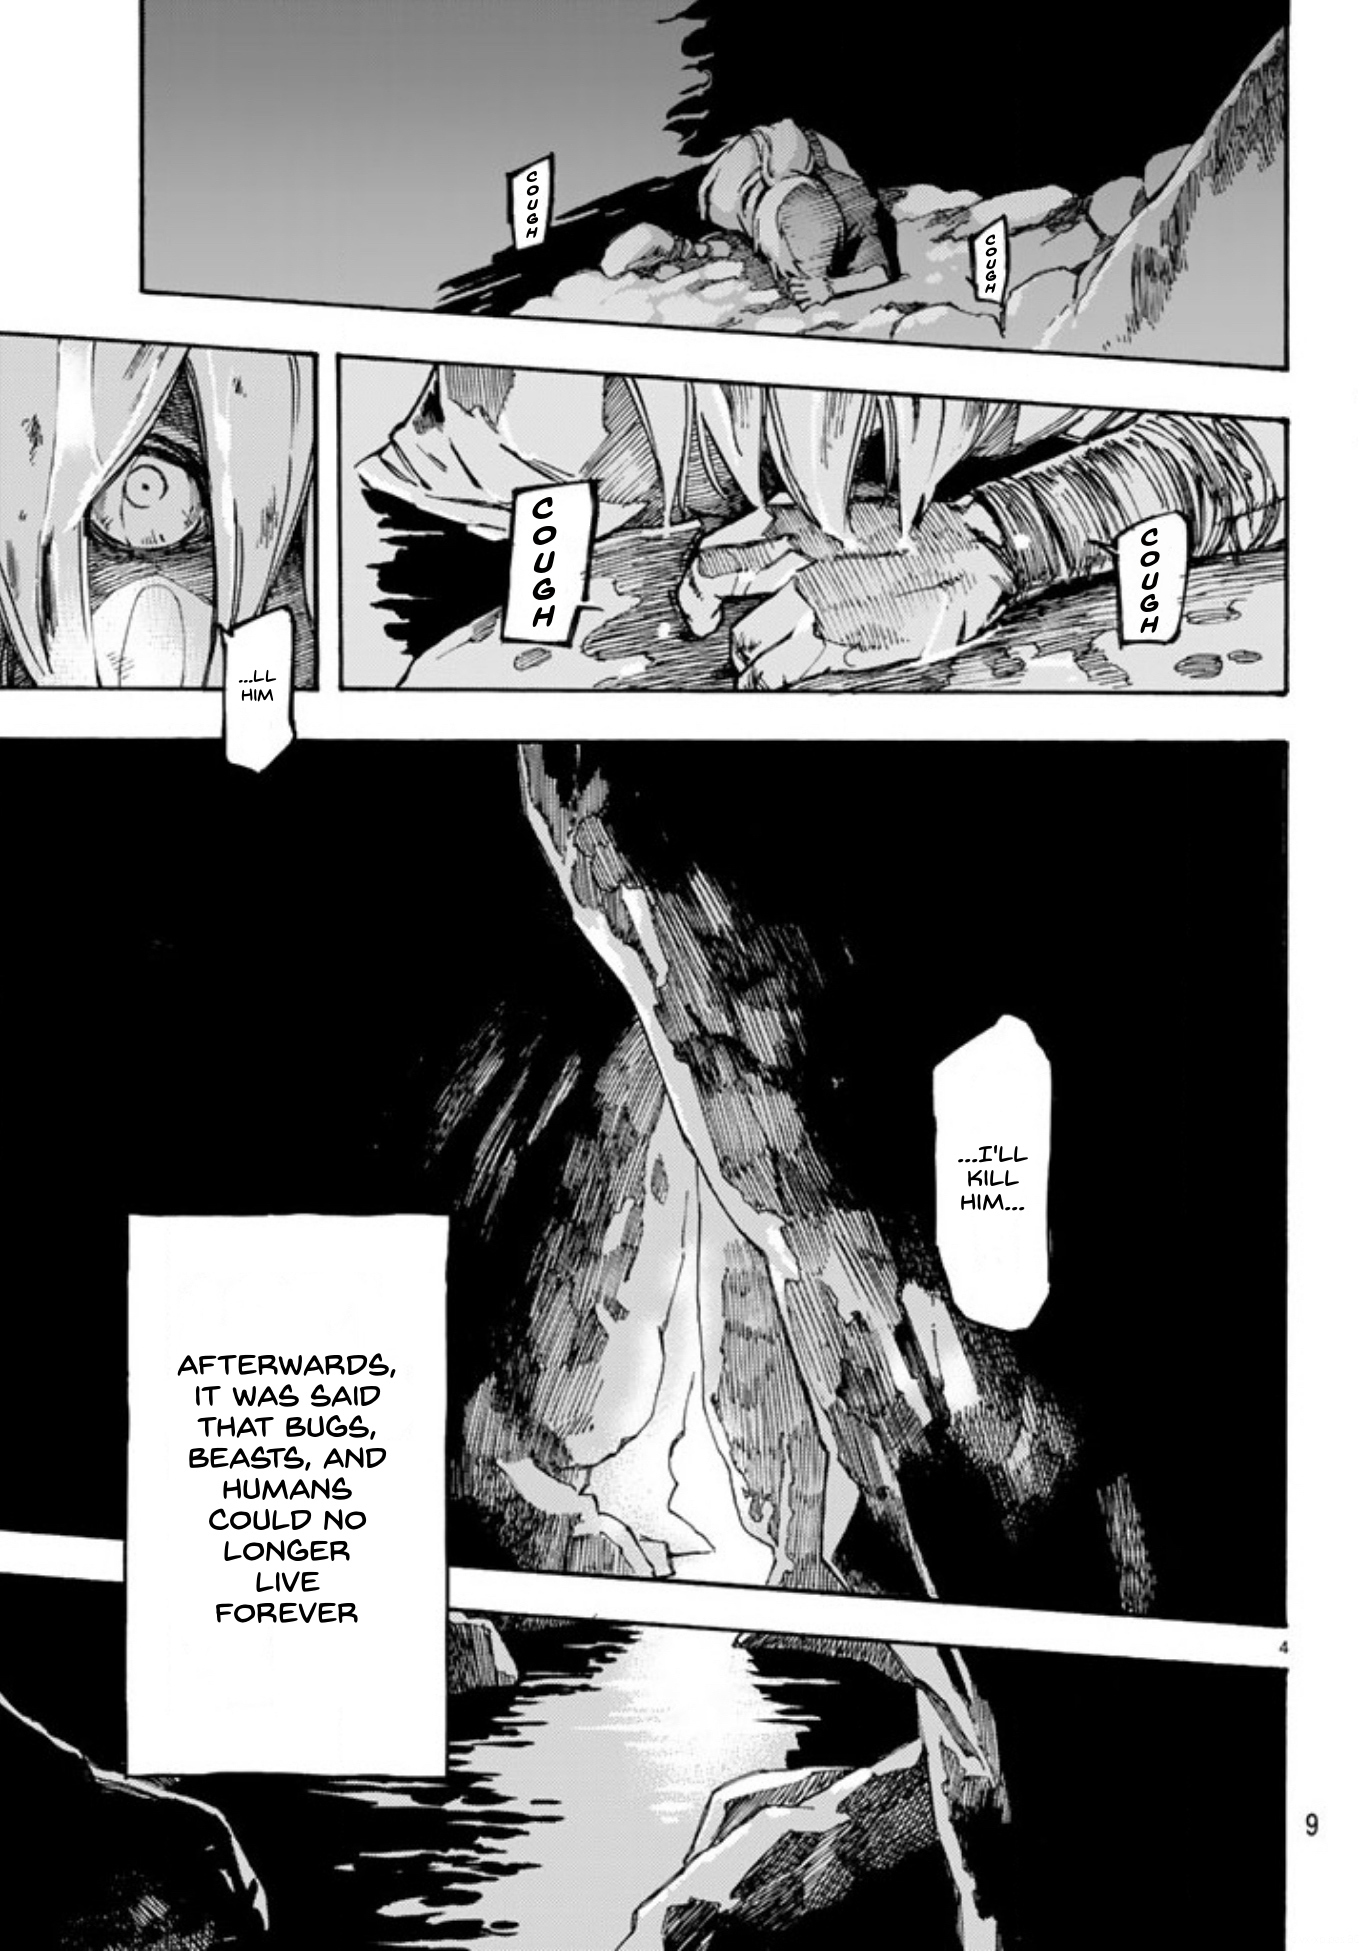 COUGH
COUGH
COUGH
COUGH
...LL
HIM
...I'LL
KILL
HIM...
AFTERWARDS,
IT WAS SAID
THAT BUGS,
BEASTS, AND
HUMANS
COULD NO
LONGER
LIVE
FOREVER
4
9